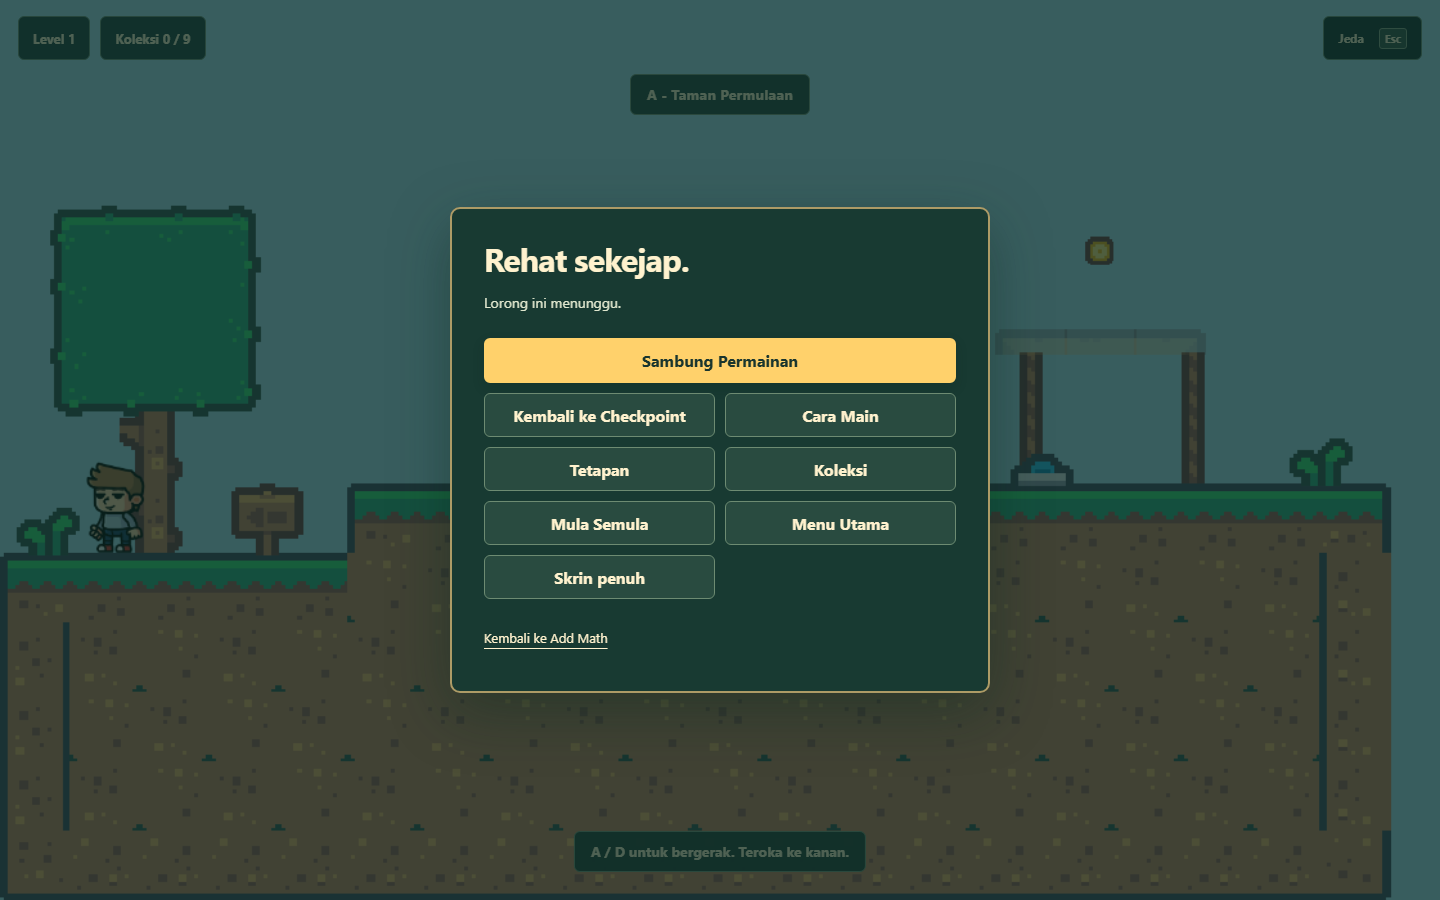 Level 1
Koleksi 0 / 9
Jeda Esc
A - Taman Permulaan
Rehat sekejap.
Lorong ini menunggu.
Sambung Permainan
Kembali ke Checkpoint
Cara Main
Tetapan
Koleksi
Mula Semula
Menu Utama
Skrin penuh
Kembali ke Add Math
A / D untuk bergerak. Teroka ke kanan.